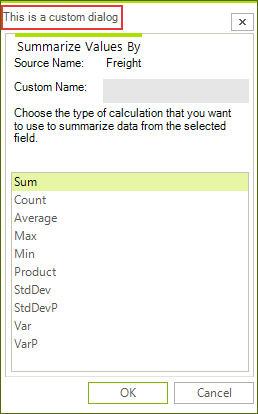 This is a custom dialog
Summarize Values By
Source Name: Freight
Custom Name:
Choose the type of calculation that you want
to use to summarize data from the selected
field.
Sum
Count
Average
Max
Min
Product
StdDev
StdDevP
Var
VarP
OK Cancel